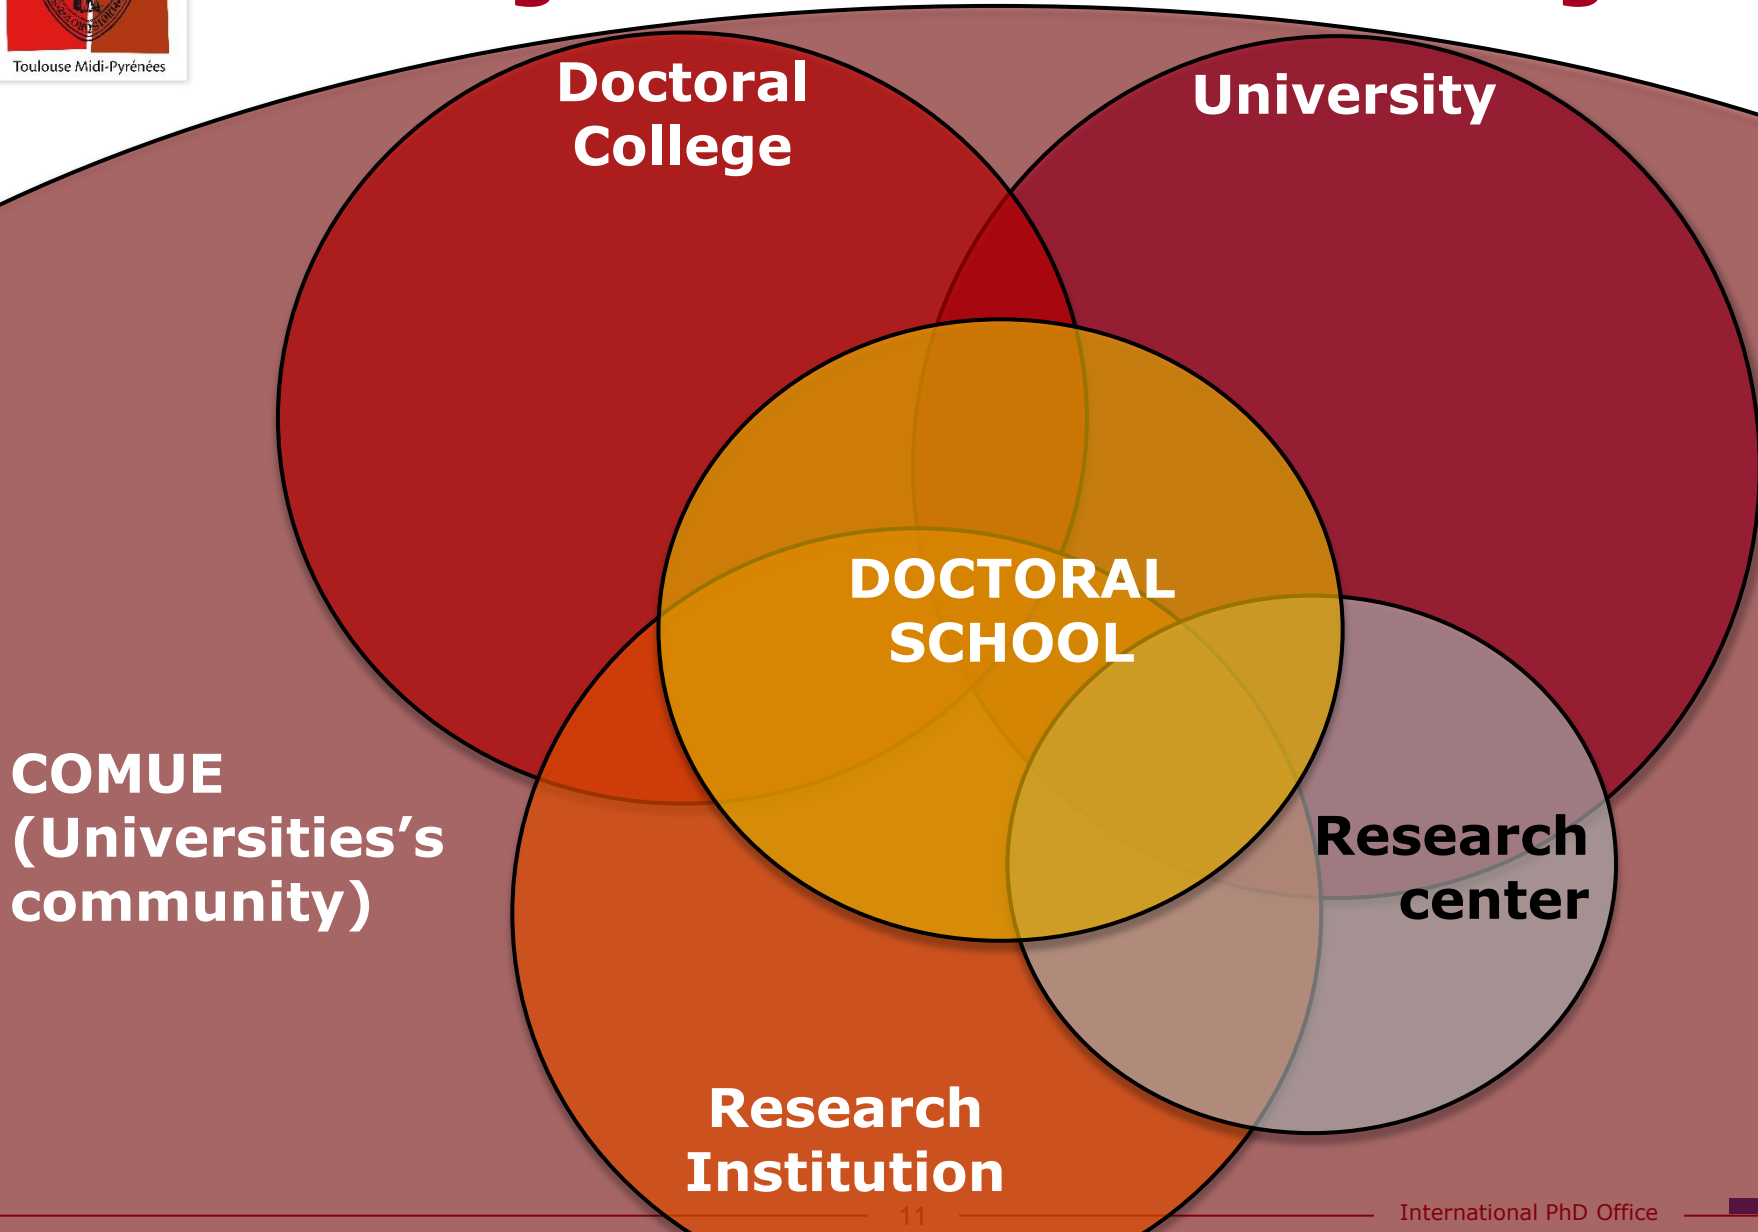 Toulouse Midi-Pyrénées
Doctoral
College
University
DOCTORAL
SCHOOL
COMUE
(Universities’s
community)
Research
center
Research
Institution
11
International PhD Office